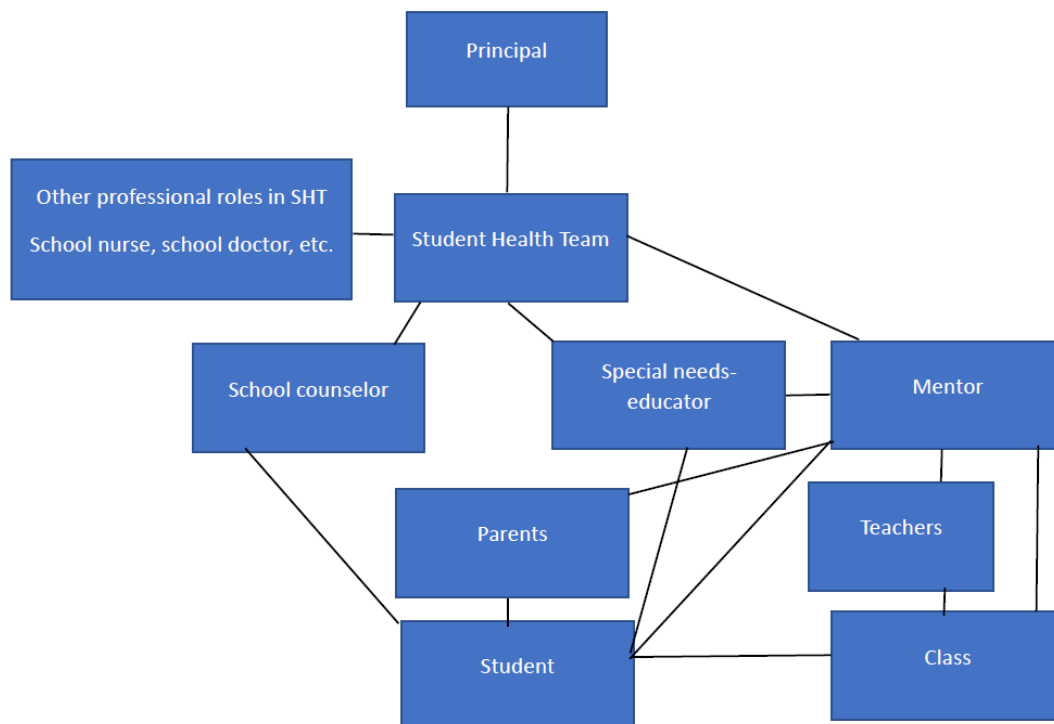 Principal
Other professional roles in SHT
School nurse, school doctor, etc.
Student Health Team
School counselor
Special needs-
educator
Mentor
Parents
Teachers
Student
Class